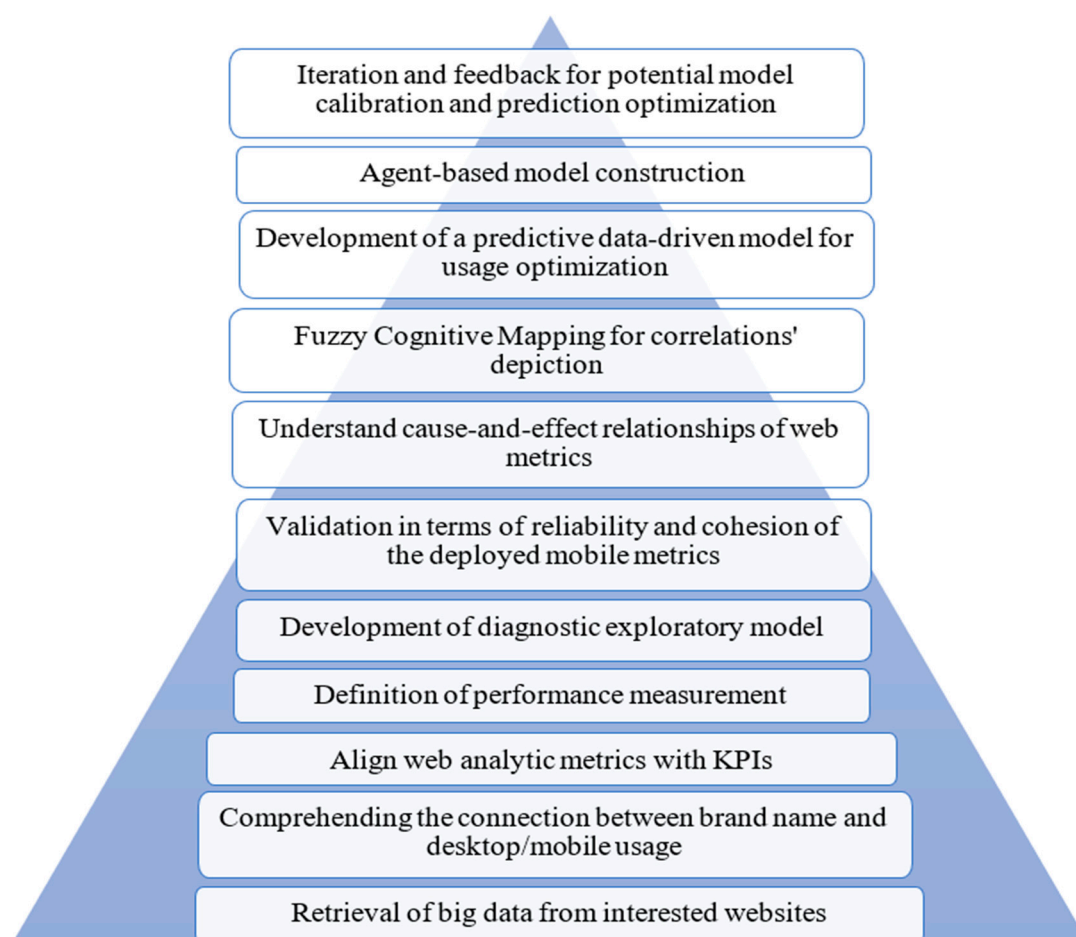 Iteration and feedback for potential model
calibration and prediction optimization
Agent-based model construction
Development of a predictive data-driven model for
usage optimization
Fuzzy Cognitive Mapping for correlations'
depiction
Understand cause-and-effect relationships of web
metrics
Validation in terms of reliability and cohesion of
the deployed mobile metrics
Development of diagnostic exploratory model
Definition of performance measurement
Align web analytic metrics with KPIs
Comprehending the connection between brand name and
desktop/mobile usage
Retrieval of big data from interested websites